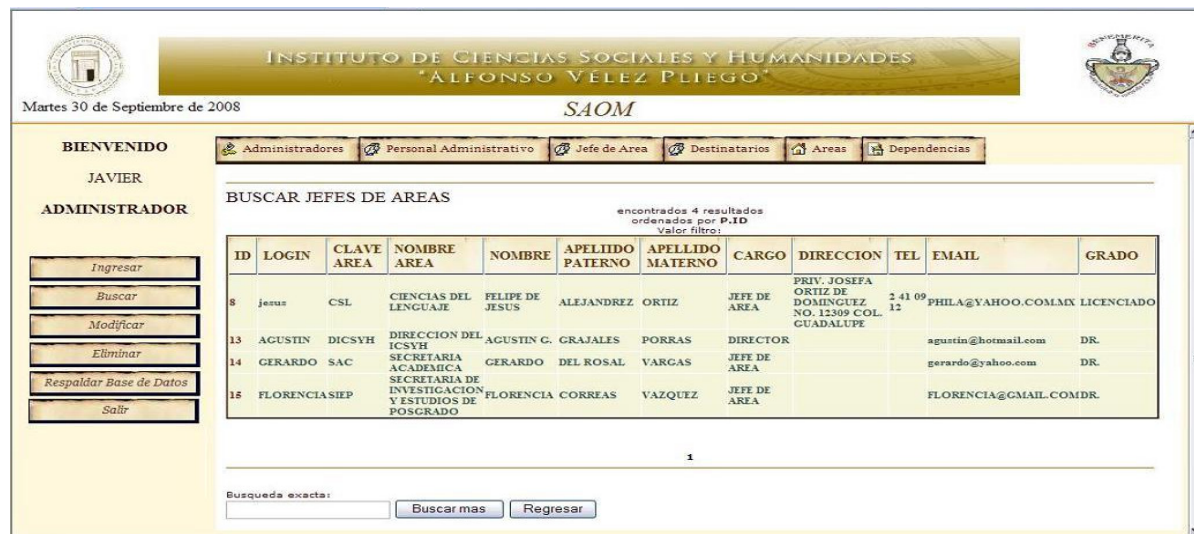 INSTITUTO DE CIENCIAS SOCIALES Y HUMANIDADES
"ALFONSO VÉLEZ PLIEGO"
BENEMERITA
Martes 30 de Septiembre de 2008
SAOM
BIENVENIDO
JAVIER
ADMINISTRADOR
Ingresar
Buscar
Modificar
Eliminar
Respaldar Base de Datos
Salir
Administradores Personal Administrativo Jefe de Area Destinatarios Areas Dependencias
BUSCAR JEFES DE AREAS
encontrados 4 resultados
ordenados por P.ID
Valor filtro:
ID LOGIN CLAVE AREA NOMBRE AREA NOMBRE APELIIDO PATERNO APELLIDO MATERNO CARGO DIRECCION TEL EMAIL GRADO
8 jesus CSL CIENCIAS DEL LENGUAJE FELIPE DE JESUS ALEJANDREZ ORTIZ JEFE DE AREA PRIV. JOSEFA ORTIZ DE DOMINGUEZ NO. 12309 COL. GUADALUPE 2 41 09 12 PHILA@YAHOO.COM.MX LICENCIADO
13 AGUSTIN DICSYH DIRECCION DEL ICSYH AGUSTIN G. GRAJALES PORRAS DIRECTOR agustin@hotmail.com DR.
14 GERARDO SAC SECRETARIA ACADEMICA GERARDO DEL ROSAL VARGAS JEFE DE AREA gerardo@yahoo.com DR.
15 FLORENCIA SIEP SECRETARIA DE INVESTIGACION Y ESTUDIOS DE POSGRADO FLORENCIA CORREAS VAZQUEZ JEFE DE AREA FLORENCIA@GMAIL.COM DR.
1
Busqueda exacta:
Buscar mas Regresar